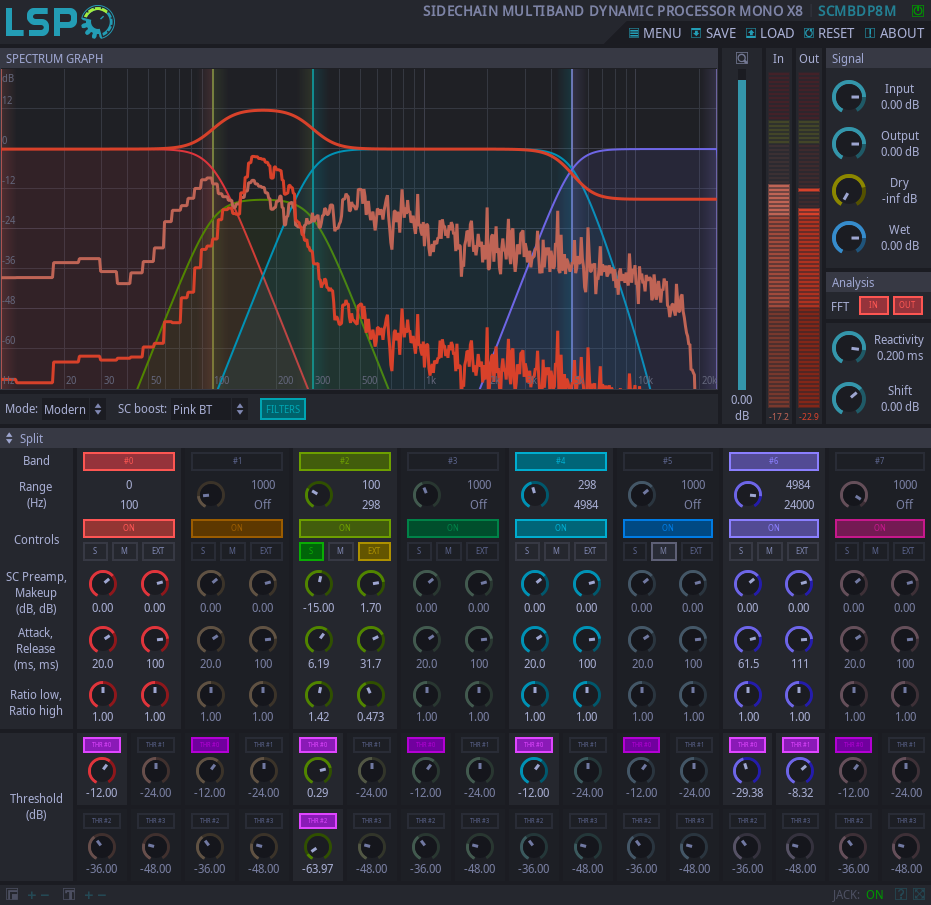 LSP
SIDECHAIN MULTIBAND DYNAMIC PROCESSOR MONO X8 SCMBDP8M
MENU SAVE LOAD RESET ABOUT
SPECTRUM GRAPH
In Out
Signal
dB
12
0
-12
-24
-36
-48
-60
Hz 20 30 50 100 200 300 500 1k 10k 20k
Input
0.00 dB
Output
0.00 dB
Dry
-inf dB
Wet
0.00 dB
Analysis
FFT IN OUT
Reactivity
0.200 ms
Shift
0.00 dB
0.00
dB
-17.2 -22.9
Mode: Modern SC boost: Pink BT FILTERS
Split
Band #0 #1 #2 #3 #4 #5 #6 #7
Range
(Hz)
0 1000 100 1000 298 1000 4984 1000
100 Off 298 Off 4984 Off 24000 Off
Controls
ON ON ON ON ON ON ON ON
S M EXT S M EXT S M EXT S M EXT S M EXT S M EXT S M EXT S M EXT
SC Preamp,
Makeup
(dB, dB)
0.00 0.00 0.00 0.00 -15.00 1.70 0.00 0.00 0.00 0.00 0.00 0.00 0.00 0.00 0.00 0.00
Attack,
Release
(ms, ms)
20.0 100 20.0 100 6.19 31.7 20.0 100 20.0 100 20.0 100 61.5 111 20.0 100
Ratio low,
Ratio high
1.00 1.00 1.00 1.00 1.42 0.473 1.00 1.00 1.00 1.00 1.00 1.00 1.00 1.00 1.00 1.00
THR #0 THR #1 THR #0 THR #1 THR #0 THR #1 THR #0 THR #1 THR #0 THR #1 THR #0 THR #1 THR #0 THR #1 THR #0 THR #1
-12.00 -24.00 -12.00 -24.00 0.29 -24.00 -12.00 -24.00 -12.00 -24.00 -12.00 -24.00 -29.38 -8.32 -12.00 -24.00
Threshold
(dB)
THR #2 THR #3 THR #2 THR #3 THR #2 THR #3 THR #2 THR #3 THR #2 THR #3 THR #2 THR #3 THR #2 THR #3 THR #2 THR #3
-36.00 -48.00 -36.00 -48.00 -63.97 -48.00 -36.00 -48.00 -36.00 -48.00 -36.00 -48.00 -36.00 -48.00 -36.00 -48.00
JACK: ON